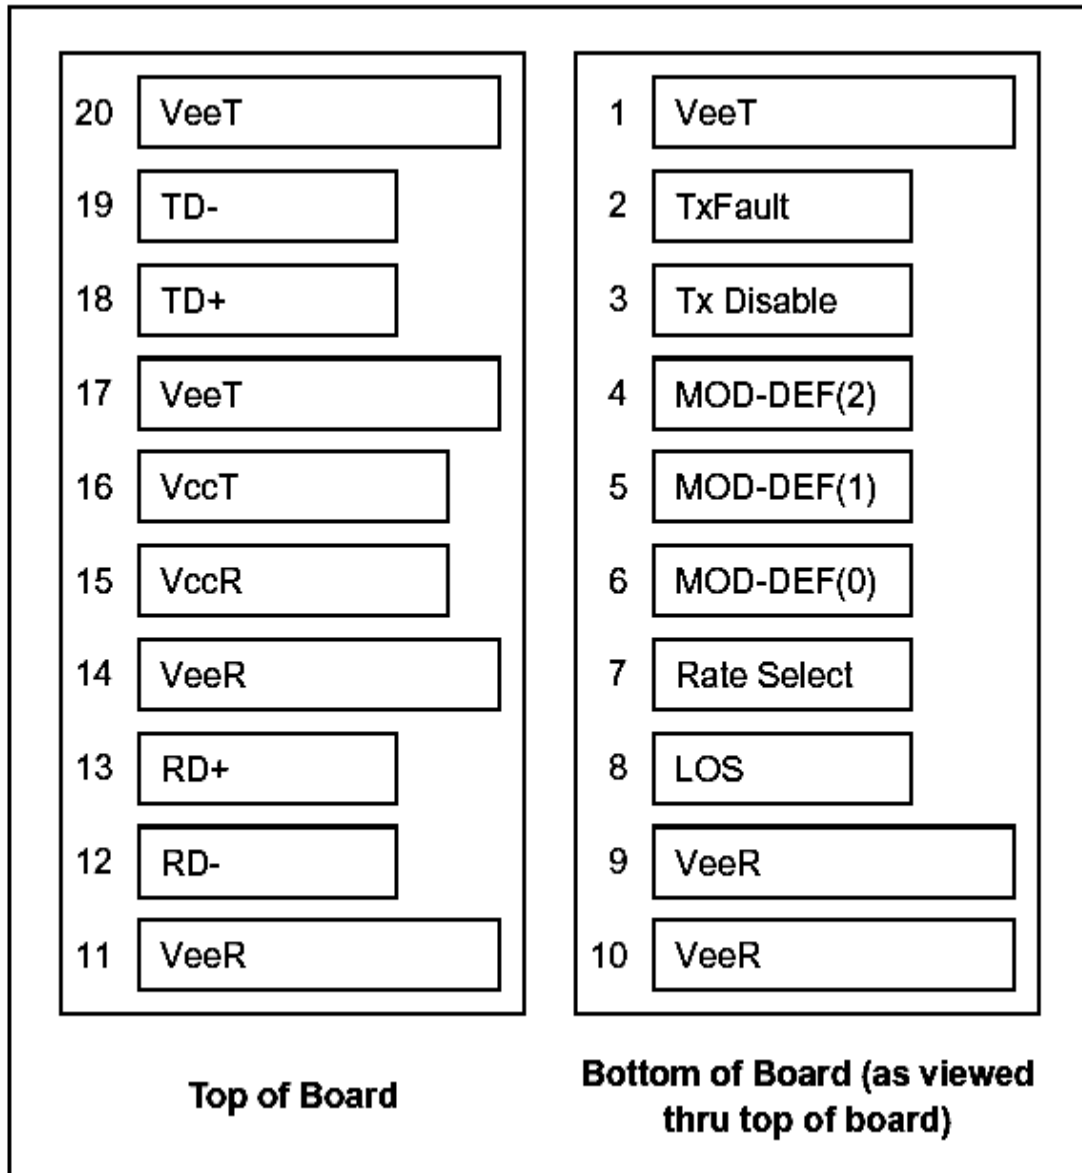 20 VeeT
19 TD-
18 TD+
17 VeeT
16 VccT
15 VccR
14 VeeR
13 RD+
12 RD-
11 VeeR
Top of Board
1 VeeT
2 TxFault
3 Tx Disable
4 MOD-DEF(2)
5 MOD-DEF(1)
6 MOD-DEF(0)
7 Rate Select
8 LOS
9 VeeR
10 VeeR
Bottom of Board (as viewed
thru top of board)